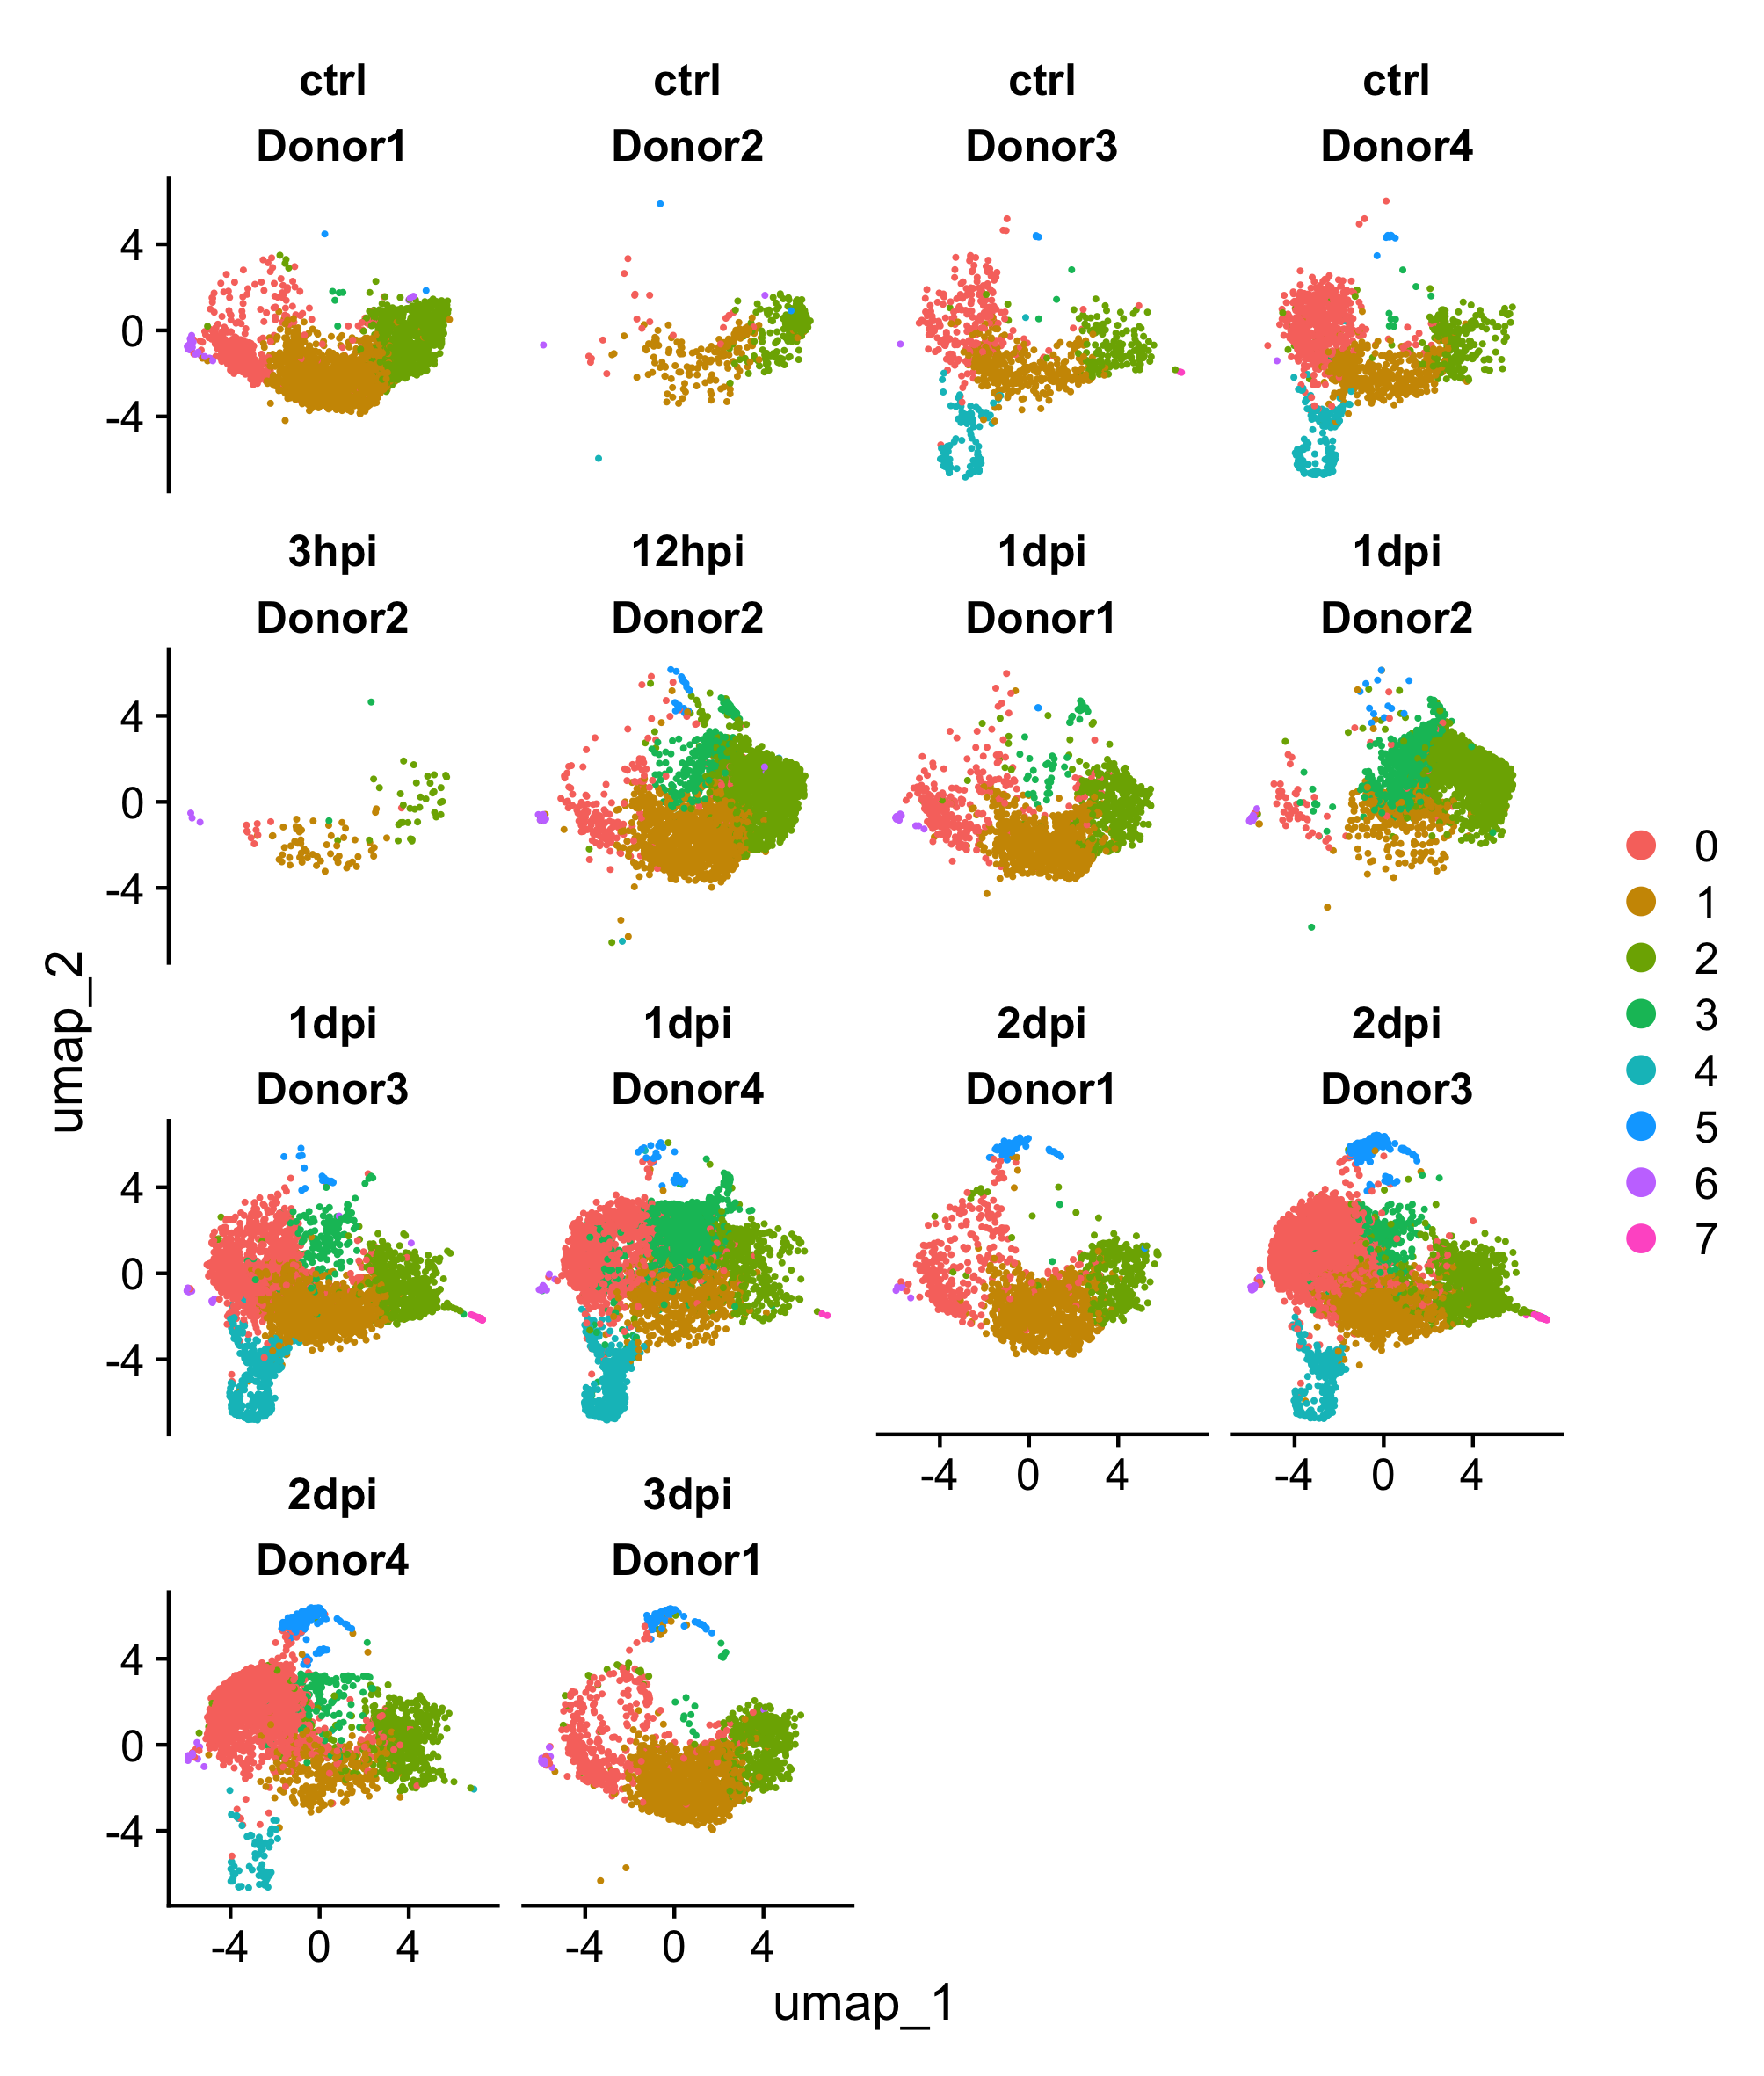 ctrl ctrl ctrl ctrl
Donor1 Donor2 Donor3 Donor4
4
0
-4
3hpi 12hpi 1dpi 1dpi
Donor2 Donor2 Donor1 Donor2
4
0
-4
0
1
2
3
4
5
6
7
umap_2
1dpi 1dpi 2dpi 2dpi
Donor3 Donor4 Donor1 Donor3
4
0
-4
-4 0 4 -4 0 4
2dpi 3dpi
Donor4 Donor1
4
0
-4
-4 0 4 -4 0 4
umap_1